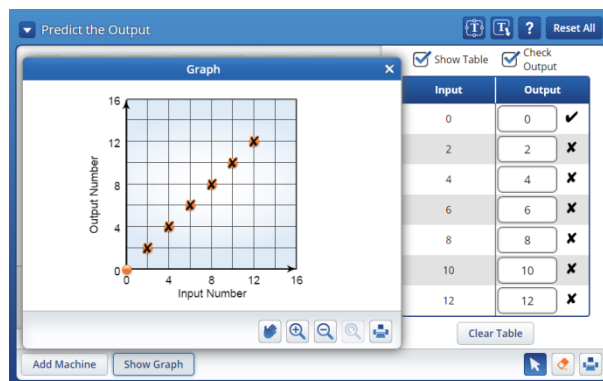 Predict the Output
? Reset All
Show Table
Check
Output
Graph
Input Output
0 0
2 2
4 4
6 6
8 8
10 10
12 12
16
12
8
4
0
Output Number
0 4 8 12 16
Input Number
Clear Table
Add Machine Show Graph